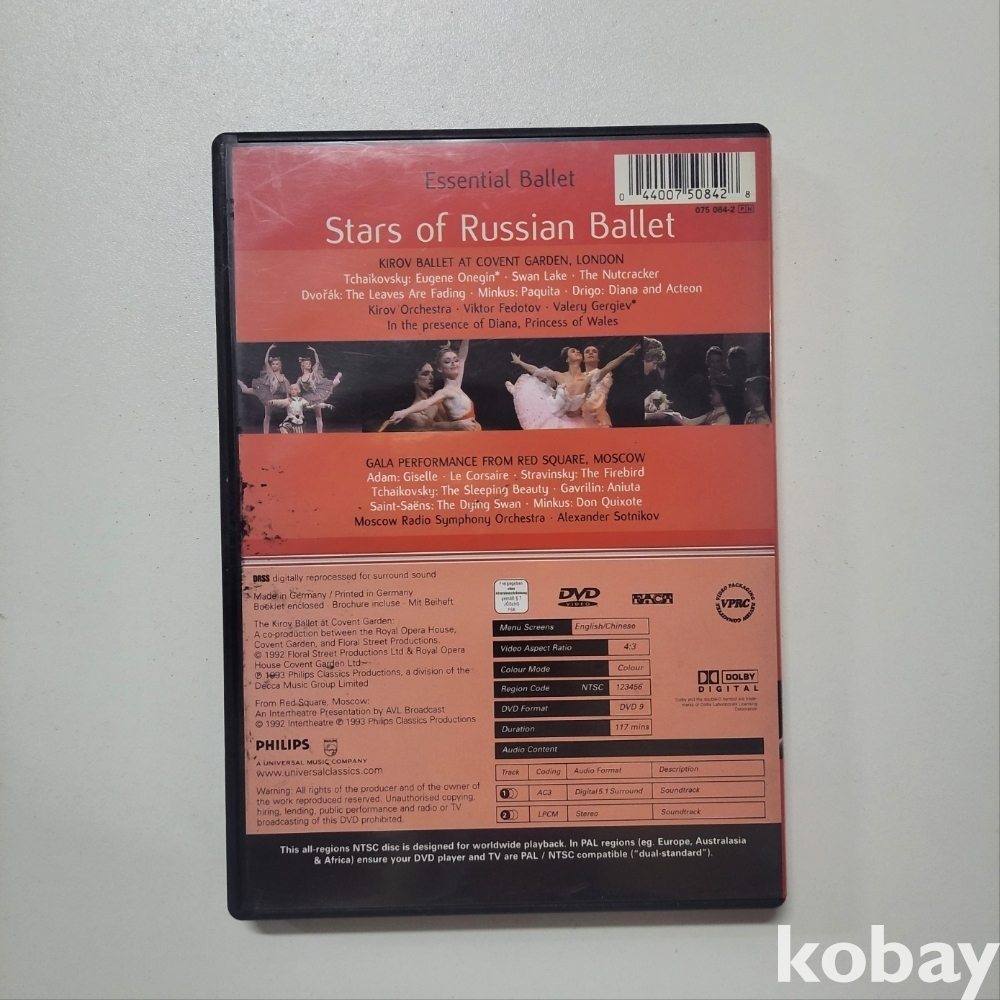 Essential Ballet
0 44007 50842 8
075 084-2 PH
Stars of Russian Ballet
KIROV BALLET AT COVENT GARDEN, LONDON
Tchaikovsky: Eugene Onegin* · Swan Lake · The Nutcracker
Dvořák: The Leaves Are Fading · Minkus: Paquita · Drigo: Diana and Acteon
Kirov Orchestra · Viktor Fedotov · Valery Gergiev*
In the presence of Diana, Princess of Wales
GALA PERFORMANCE FROM RED SQUARE, MOSCOW
Adam: Giselle · Le Corsaire · Stravinsky: The Firebird
Tchaikovsky: The Sleeping Beauty · Gavrilin: Aniuta
Saint-Saëns: The Dying Swan · Minkus: Don Quixote
Moscow Radio Symphony Orchestra · Alexander Sotnikov
DRSS digitally reprocessed for surround sound
Made in Germany / Printed in Germany
Booklet enclosed · Brochure incluse · Mit Beiheft
The Kirov Ballet at Covent Garden:
A co-production between the Royal Opera House,
Covent Garden, and Floral Street Productions.
© 1992 Floral Street Productions Ltd & Royal Opera
House Covent Garden Ltd
℗ 1993 Philips Classics Productions, a division of the
Decca Music Group Limited
From Red Square, Moscow:
An Intertheatre Presentation by AVL Broadcast
© 1992 Intertheatre ℗ 1993 Philips Classics Productions
PHILIPS
A UNIVERSAL MUSIC COMPANY
www.universalclassics.com
Warning: All rights of the producer and of the owner of
the work reproduced reserved. Unauthorised copying,
hiring, lending, public performance and radio or TV
broadcasting of this DVD prohibited.
DVD
VIDEO
VIDEO PACKAGING REVIEW COMMITTEE
VPRC
Menu Screens English/Chinese
Video Aspect Ratio 4:3
Colour Mode Colour
Region Code NTSC 123456
DVD Format DVD 9
Duration 117 mins
DOLBY
DIGITAL
Audio Content
Track Coding Audio Format Description
1 AC3 Digital 5.1 Surround Soundtrack
2 LPCM Stereo Soundtrack
This all-regions NTSC disc is designed for worldwide playback. In PAL regions (eg. Europe, Australasia
& Africa) ensure your DVD player and TV are PAL / NTSC compatible ("dual-standard").
kobay